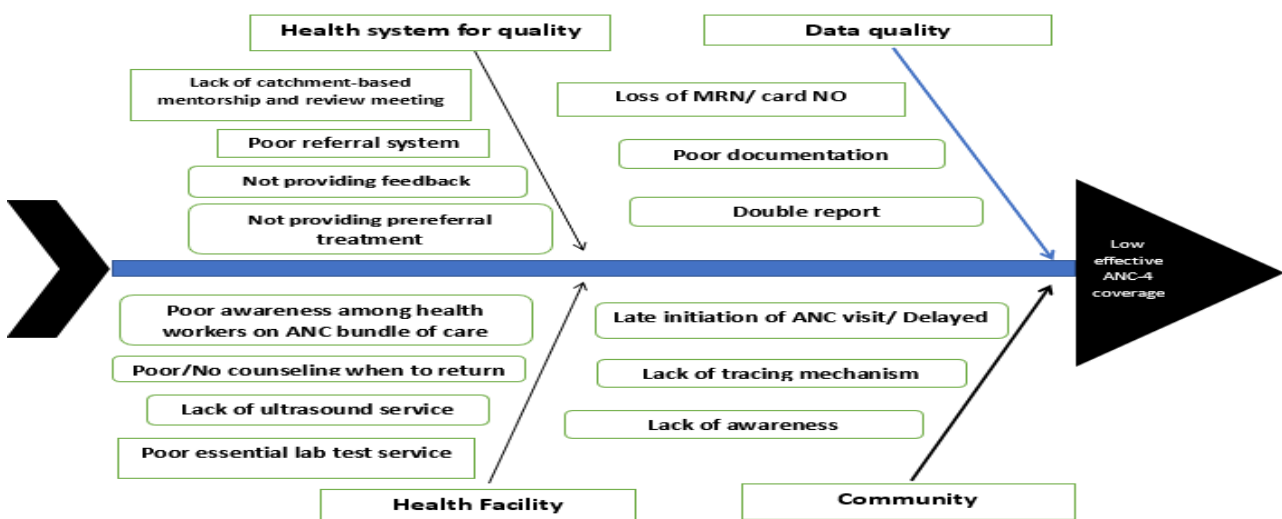 Health system for quality
Lack of catchment-based
mentorship and review meeting
Poor referral system
Not providing feedback
Not providing prereferral
treatment
Data quality
Loss of MRN/ card NO
Poor documentation
Double report
Poor awareness among health
workers on ANC bundle of care
Poor/No counseling when to return
Lack of ultrasound service
Poor essential lab test service
Health Facility
Late initiation of ANC visit/ Delayed
Lack of tracing mechanism
Lack of awareness
Community
Low
effective
ANC-4
coverage